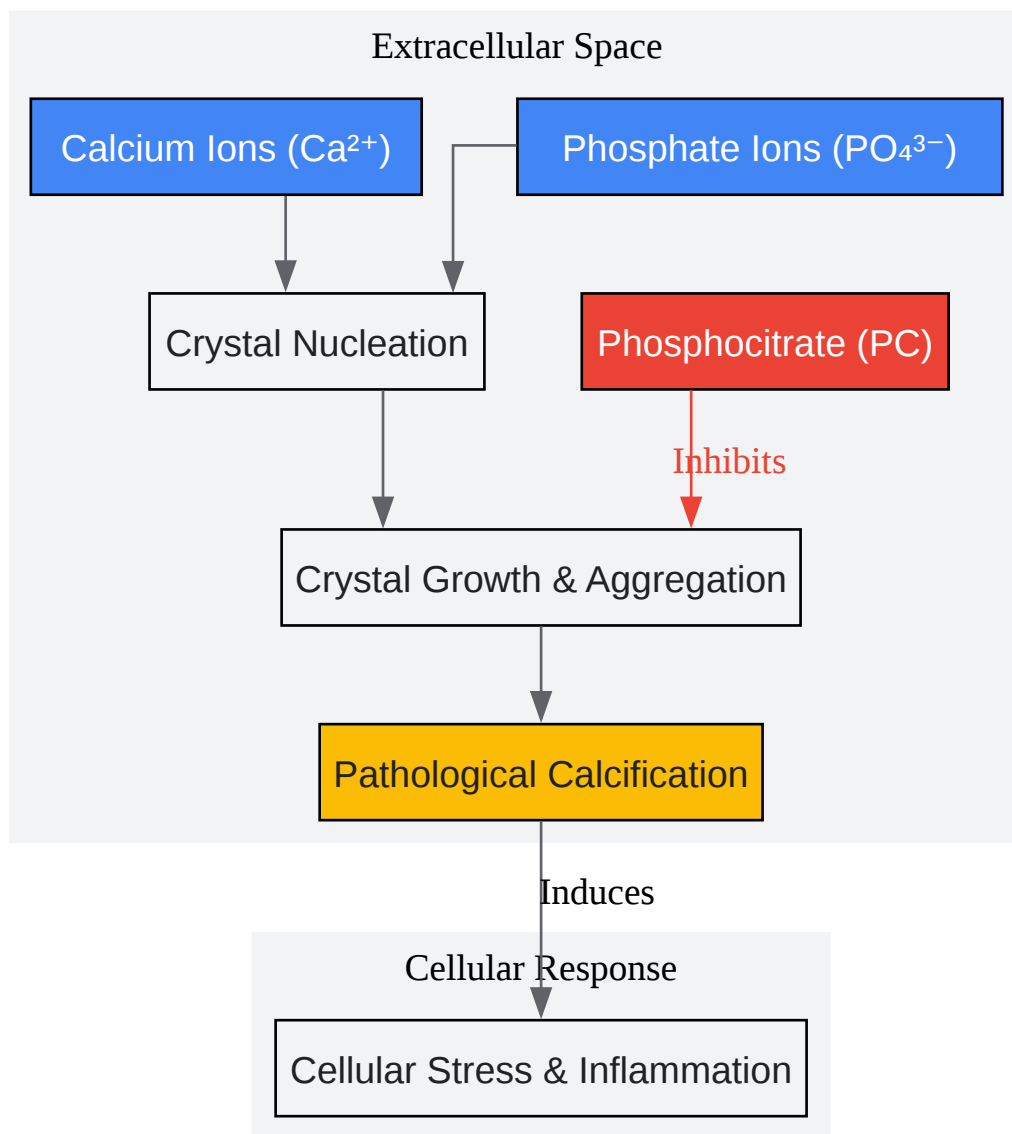 Extracellular Space
Calcium Ions (Ca²⁺)
Phosphate Ions (PO₄³⁻)
Crystal Nucleation
Phosphocitrate (PC)
Inhibits
Crystal Growth & Aggregation
Pathological Calcification
Induces
Cellular Response
Cellular Stress & Inflammation